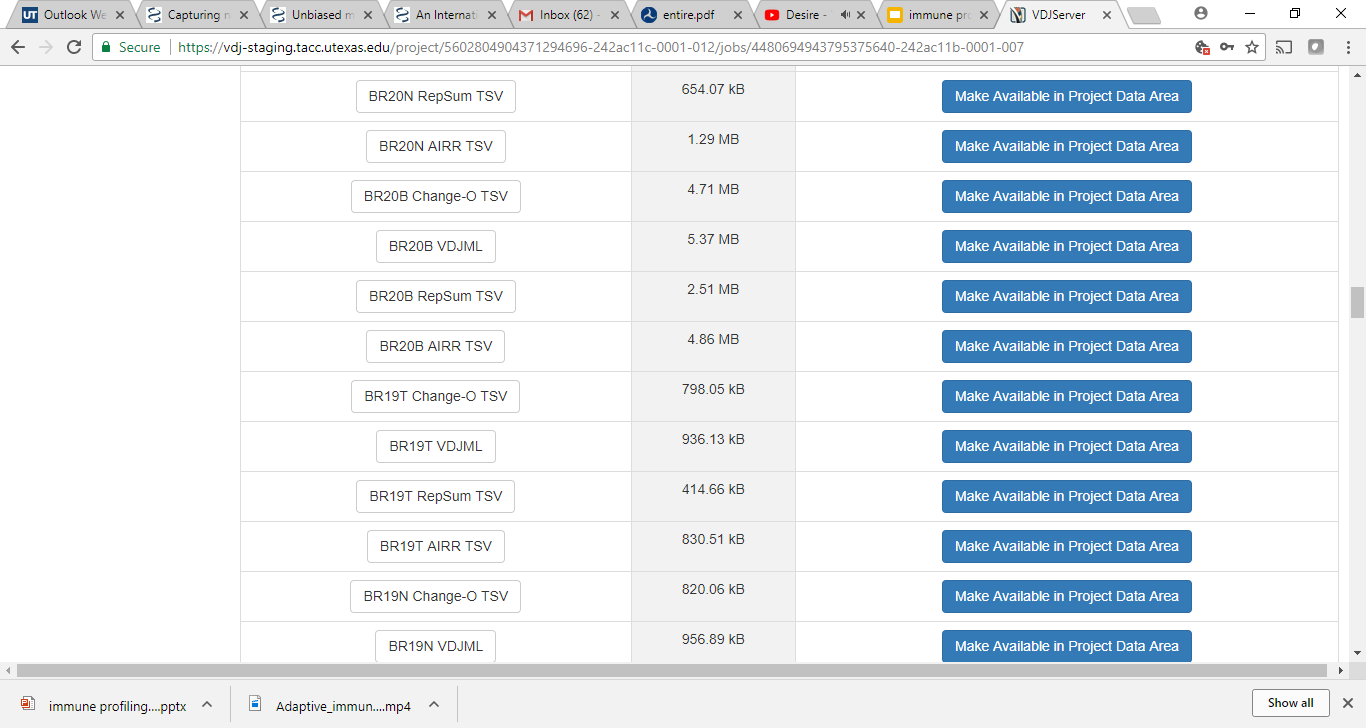 Outlook We
Capturing n
Unbiased m
An Internati
Inbox (62) -
entire.pdf
Desire -
immune pr
VDJServer
Secure
https://vdj-staging.tacc.utexas.edu/project/5602804904371294696-242ac11c-0001-012/jobs/4480694943795375640-242ac11b-0001-007
BR20N RepSum TSV 654.07 kB Make Available in Project Data Area
BR20N AIRR TSV 1.29 MB Make Available in Project Data Area
BR20B Change-O TSV 4.71 MB Make Available in Project Data Area
BR20B VDJML 5.37 MB Make Available in Project Data Area
BR20B RepSum TSV 2.51 MB Make Available in Project Data Area
BR20B AIRR TSV 4.86 MB Make Available in Project Data Area
BR19T Change-O TSV 798.05 kB Make Available in Project Data Area
BR19T VDJML 936.13 kB Make Available in Project Data Area
BR19T RepSum TSV 414.66 kB Make Available in Project Data Area
BR19T AIRR TSV 830.51 kB Make Available in Project Data Area
BR19N Change-O TSV 820.06 kB Make Available in Project Data Area
BR19N VDJML 956.89 kB Make Available in Project Data Area
immune profiling....pptx
Adaptive_immun....mp4
Show all